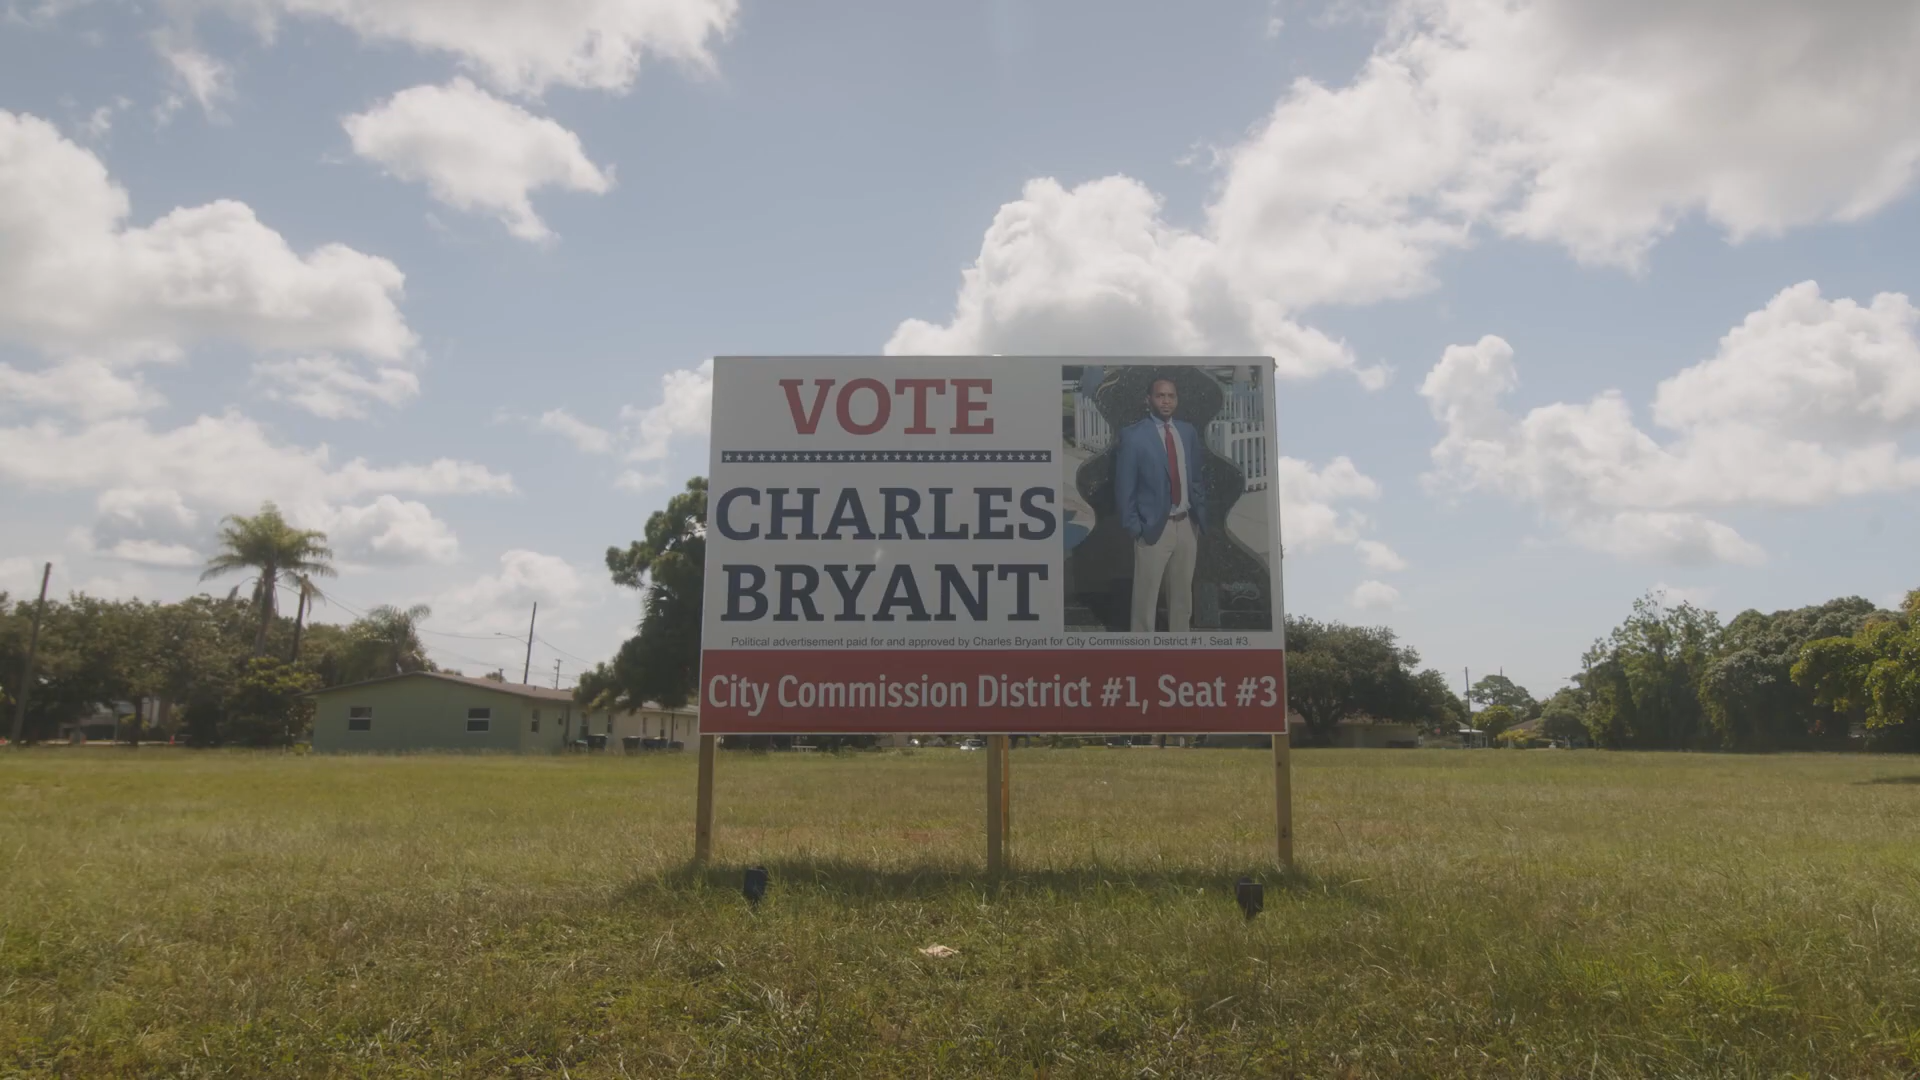 VOTE
CHARLES
BRYANT
Political advertisement paid for and approved by Charles Bryant for City Commission District #1, Seat #3.
City Commission District #1, Seat #3